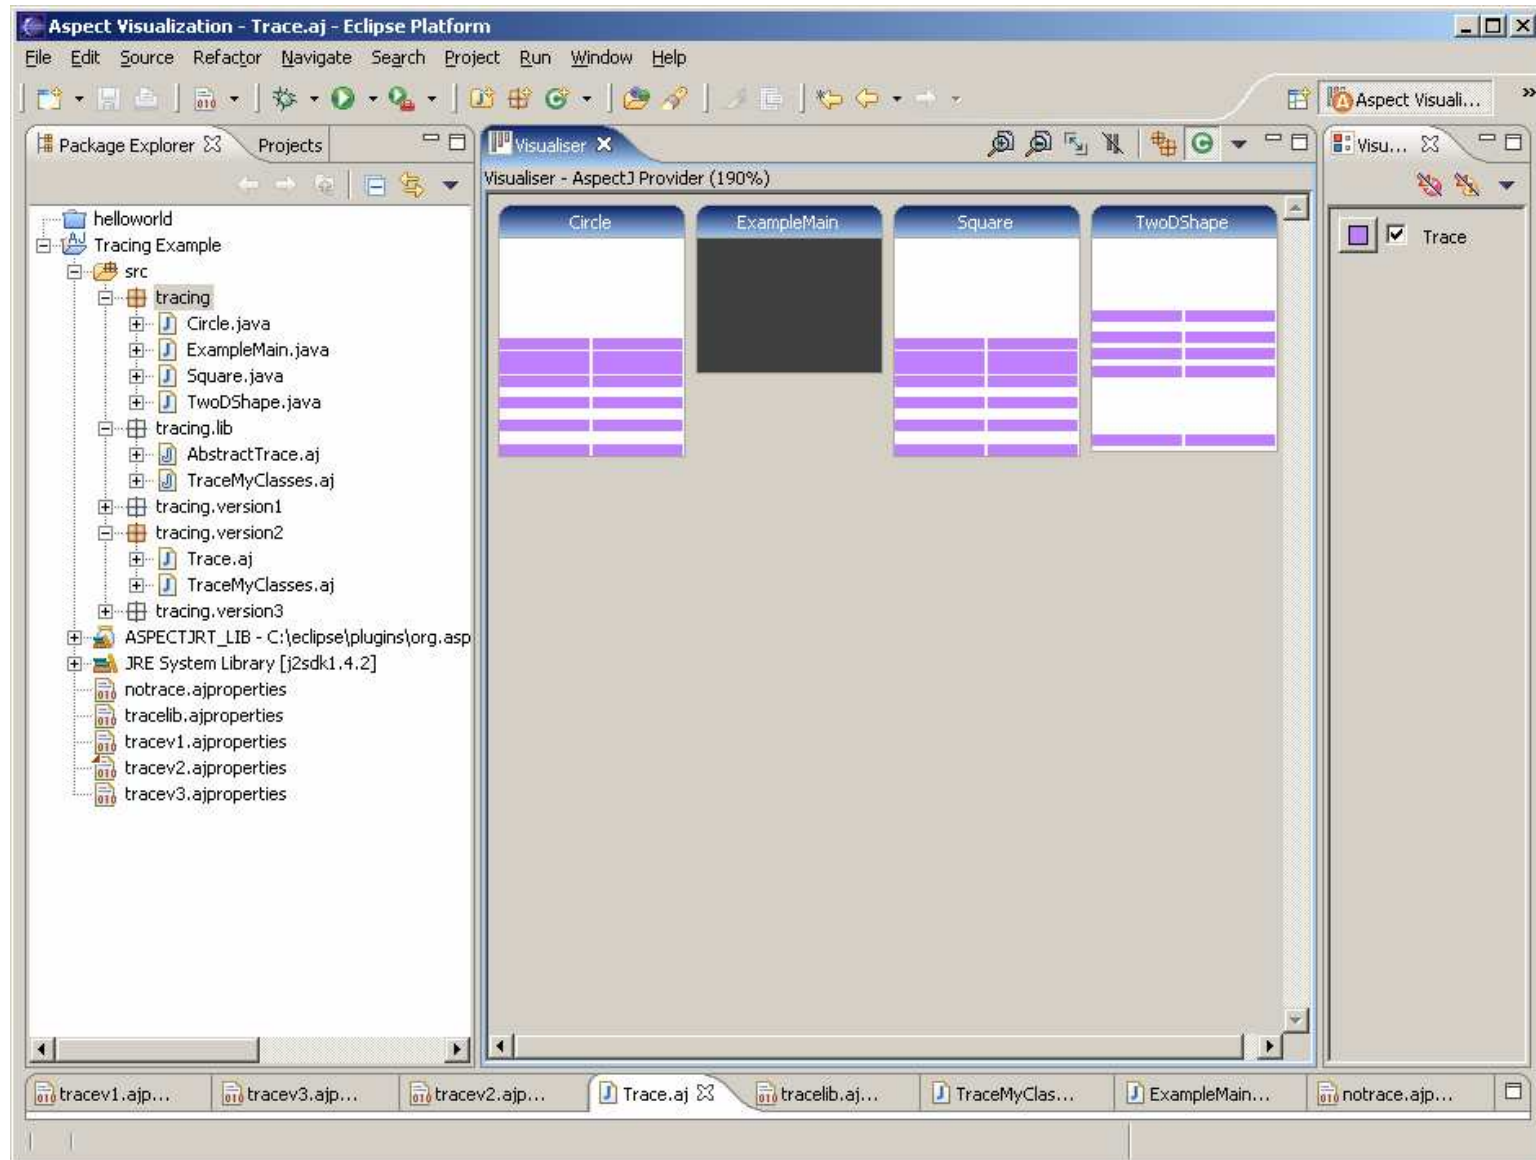 Aspect Visualization - Trace.aj - Eclipse Platform
File Edit Source Refactor Navigate Search Project Run Window Help
Aspect Visuali... »
Package Explorer Projects
Visualiser
Visu...
Visualiser - AspectJ Provider (190%)
helloworld
Tracing Example
src
tracing
Circle.java
ExampleMain.java
Square.java
TwoDShape.java
tracing.lib
AbstractTrace.aj
TraceMyClasses.aj
tracing.version1
tracing.version2
Trace.aj
TraceMyClasses.aj
tracing.version3
ASPECTJRT_LIB - C:\eclipse\plugins\org.asp
JRE System Library [j2sdk1.4.2]
notrace.ajproperties
tracelib.ajproperties
tracev1.ajproperties
tracev2.ajproperties
tracev3.ajproperties
Circle ExampleMain Square TwoDShape
Trace
tracev1.ajp... tracev3.ajp... tracev2.ajp... Trace.aj tracelib.aj... TraceMyClas... ExampleMain... notrace.ajp...